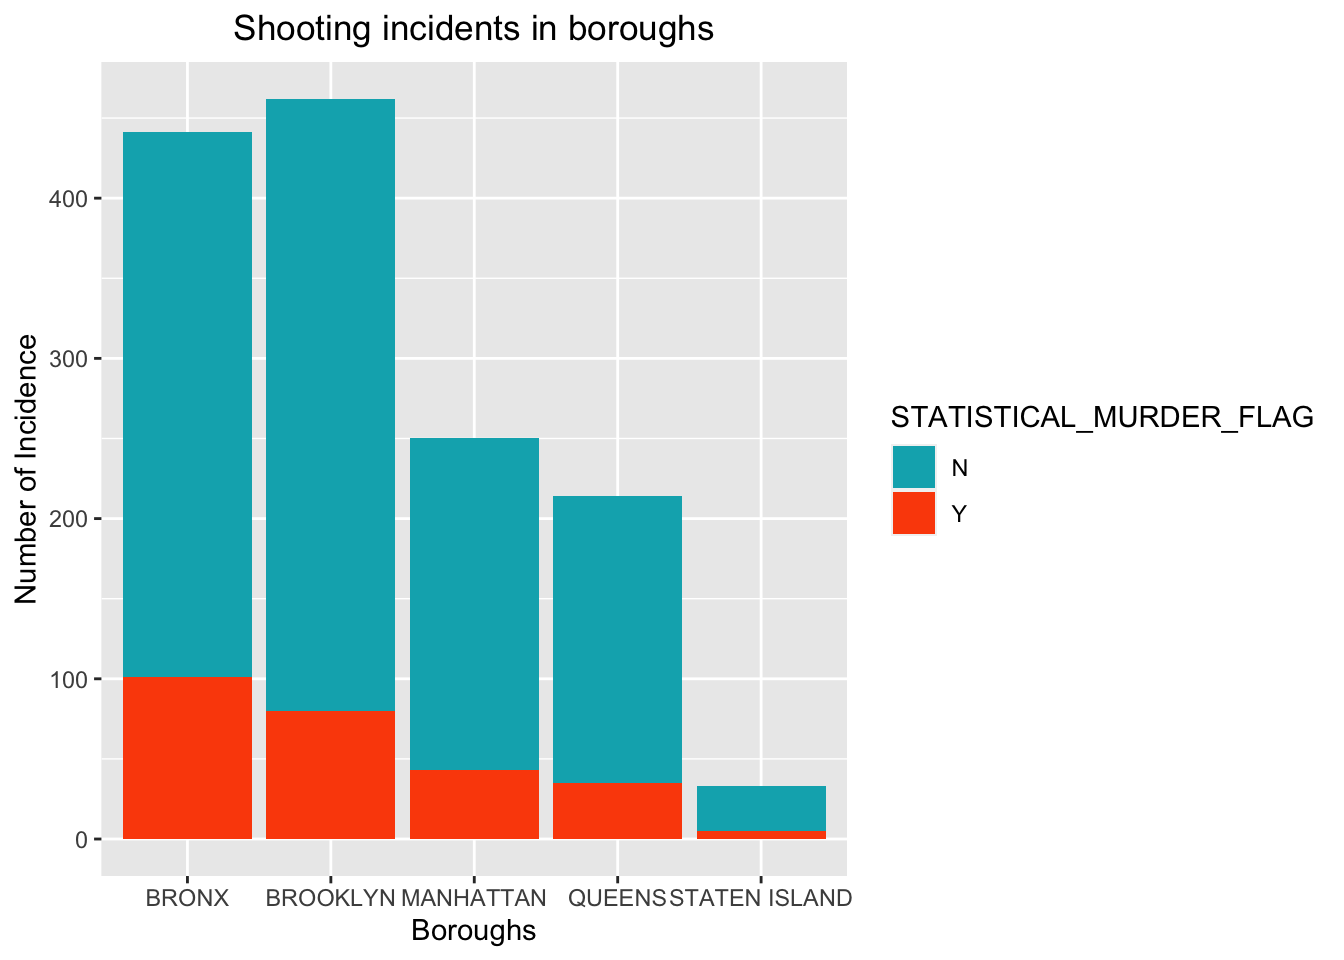 Shooting incidents in boroughs
Number of Incidence
400
300
200
100
0
BRONX BROOKLYN MANHATTAN QUEENS STATEN ISLAND
Boroughs
STATISTICAL_MURDER_FLAG
N
Y